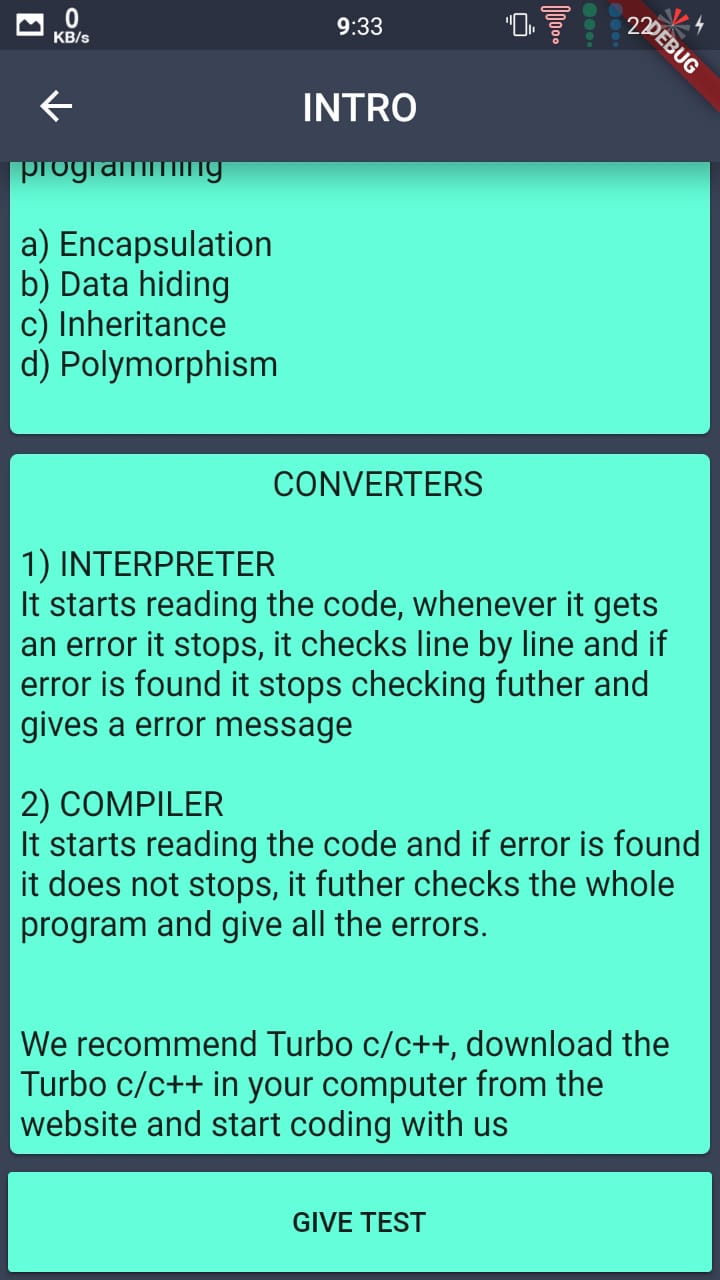 0
KB/s
9:33
22
DEBUG
INTRO
programming
a) Encapsulation
b) Data hiding
c) Inheritance
d) Polymorphism
CONVERTERS
1) INTERPRETER
It starts reading the code, whenever it gets
an error it stops, it checks line by line and if
error is found it stops checking futher and
gives a error message
2) COMPILER
It starts reading the code and if error is found
it does not stops, it futher checks the whole
program and give all the errors.
We recommend Turbo c/c++, download the
Turbo c/c++ in your computer from the
website and start coding with us
GIVE TEST